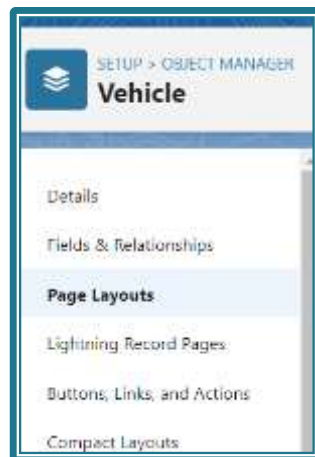 SETUP > OBJECT MANAGER
Vehicle
Details
Fields & Relationships
Page Layouts
Lightning Record Pages
Buttons, Links, and Actions
Compact Layouts